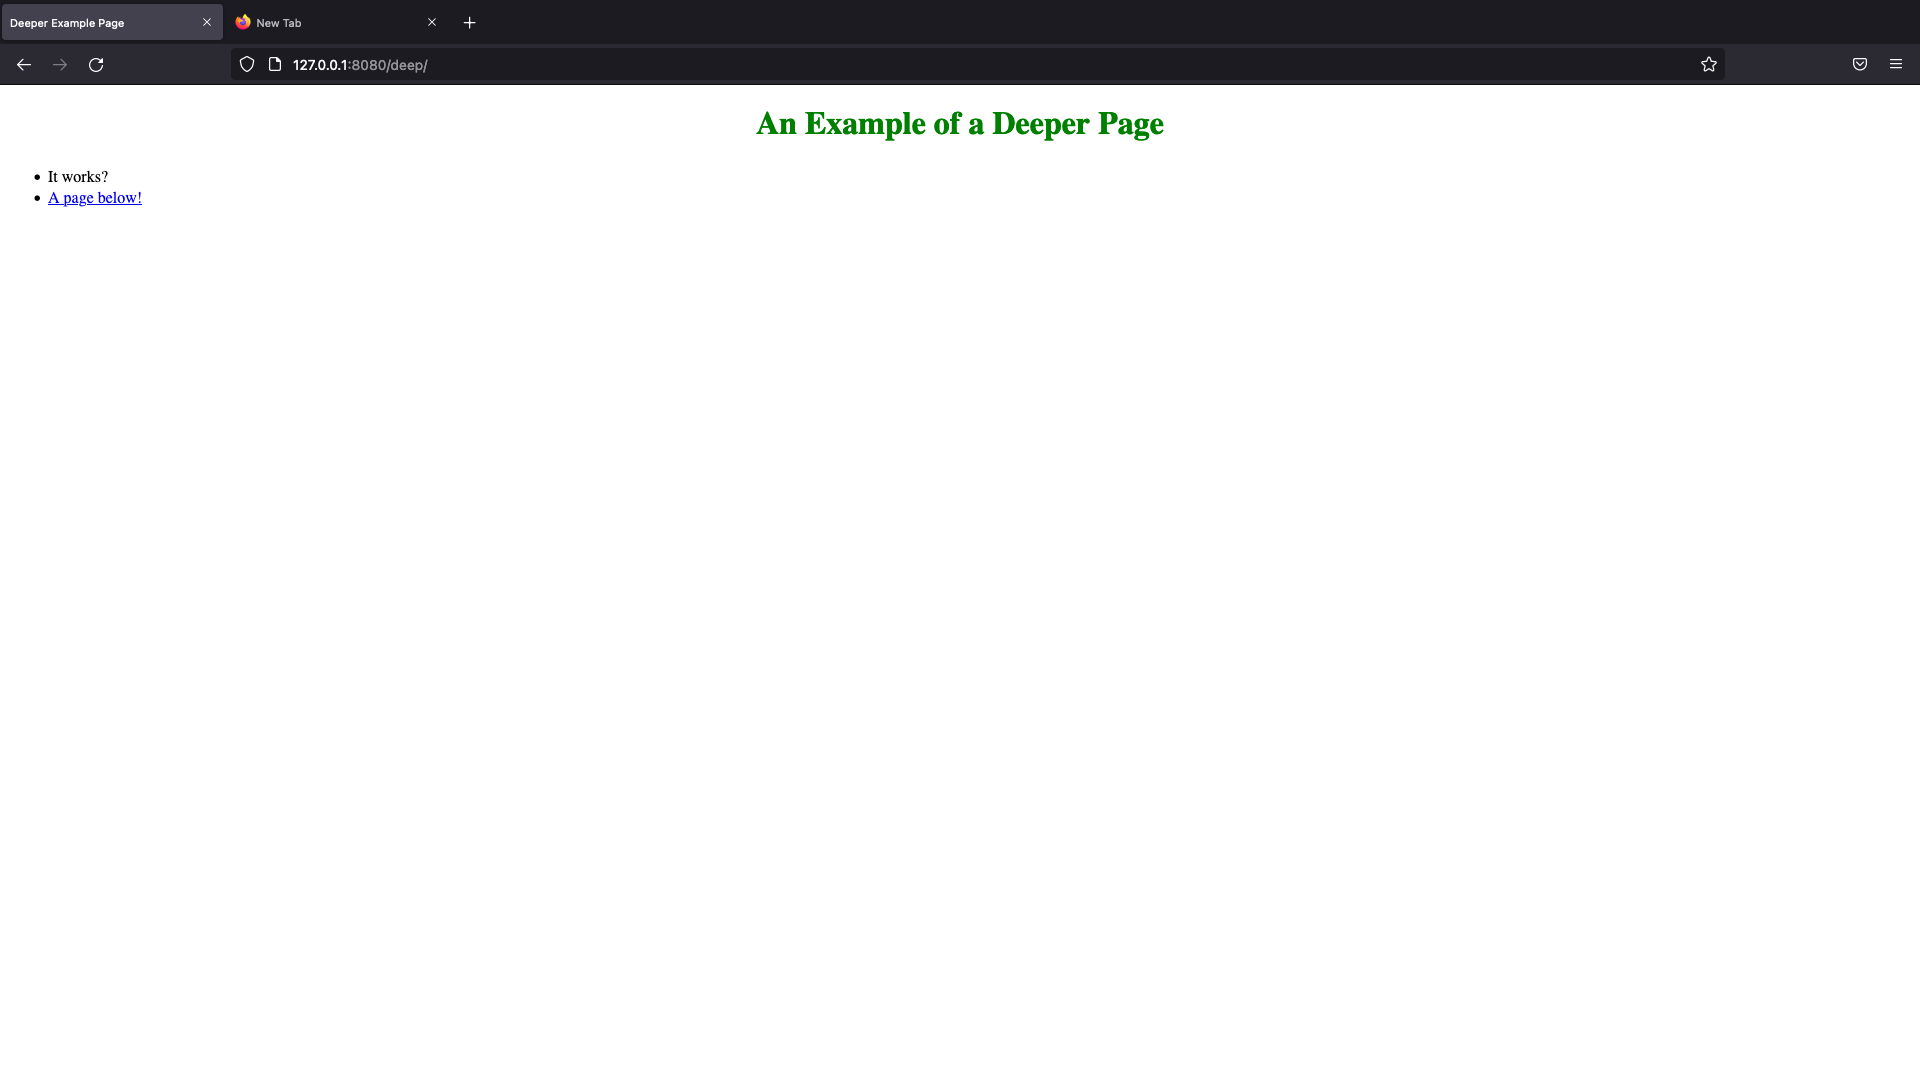 Deeper Example Page
New Tab
127.0.0.1:8080/deep/
An Example of a Deeper Page
• It works?
• A page below!